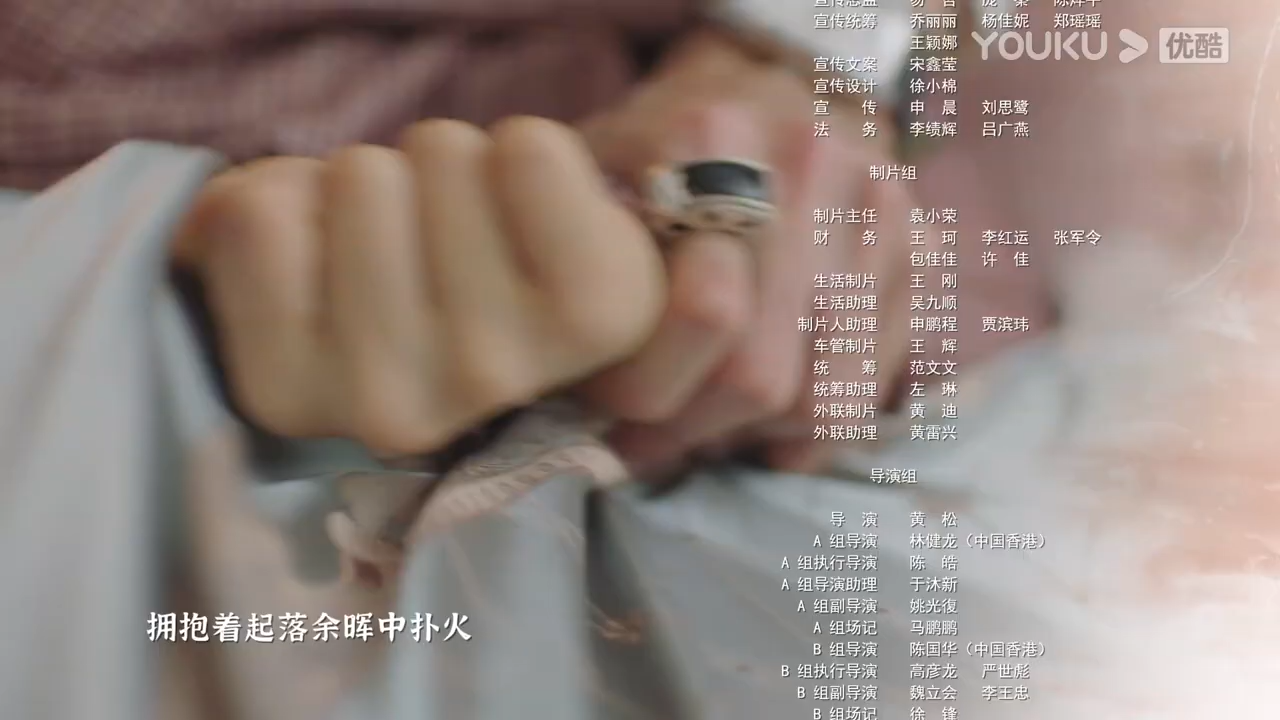 宣传统筹 乔丽丽 杨佳妮 郑瑶瑶
王颖娜
YOUKU 优酷
宣传文案 宋鑫莹
宣传设计 徐小棉
宣 传 申 晨 刘思鹭
法 务 李绩辉 吕广燕
制片组
制片主任 袁小荣
财 务 王 珂 李红运 张军令
包佳佳 许 佳
生活制片 王 刚
生活助理 吴九顺
制片人助理 申鹏程 贾滨玮
车管制片 王 辉
统 筹 范文文
统筹助理 左 琳
外联制片 黄 迪
外联助理 黄雷兴
导演组
导 演 黄 松
A 组导演 林健龙（中国香港）
A 组执行导演 陈 皓
A 组导演助理 于沐新
A 组副导演 姚光復
A 组场记 马鹏鹏
B 组导演 陈国华（中国香港）
B 组执行导演 高彦龙 严世彪
B 组副导演 魏立会 李王忠
B 组场记 徐 锋
拥抱着起落余晖中扑火